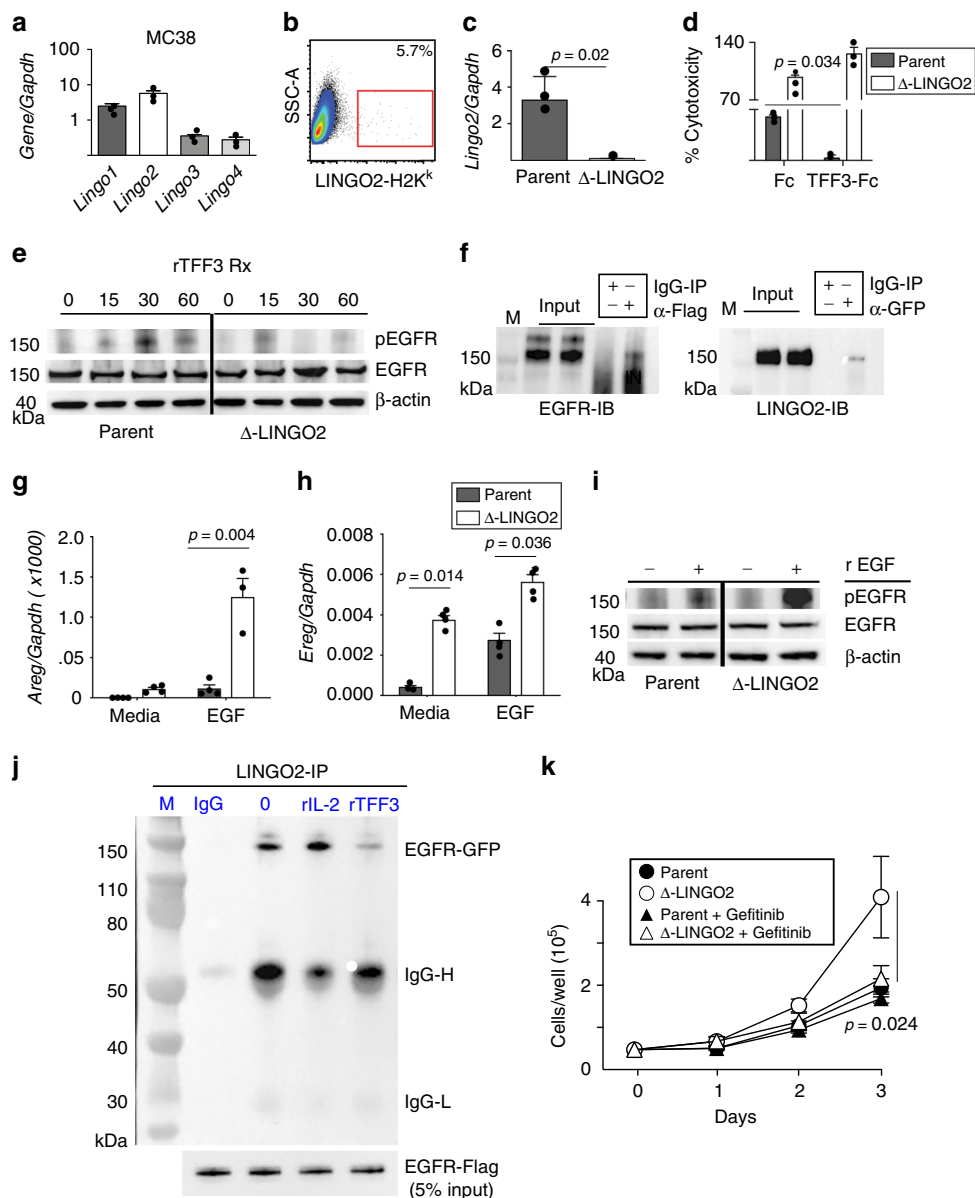 a
MC38
Gene/Gapdh
100
10
1
Lingo1
Lingo2
Lingo3
Lingo4
b
5.7%
SSC-A
LINGO2-H2Kᵏ
c
Lingo2/Gapdh
6
4
2
0
p = 0.02
Parent Δ-LINGO2
d
% Cytotoxicity
140
70
0
p = 0.034
Parent
Δ-LINGO2
Fc TFF3-Fc
e
rTFF3 Rx
0 15 30 60 0 15 30 60
150 pEGFR
150 EGFR
40 β-actin
kDa
Parent Δ-LINGO2
f
M Input + – IgG-IP
– + α-Flag
150
kDa
IN
EGFR-IB
M Input + – IgG-IP
– + α-GFP
150
kDa
LINGO2-IB
g
Areg/Gapdh ( x1000)
2.0
1.5
1.0
.05
0
p = 0.004
Media EGF
h
Parent
Δ-LINGO2
Ereg/Gapdh
0.008
0.006
0.004
0.002
0.000
p = 0.014
p = 0.036
Media EGF
i
– + – + r EGF
150 pEGFR
150 EGFR
40 β-actin
kDa
Parent Δ-LINGO2
j
LINGO2-IP
M IgG 0 rIL-2 rTFF3
150 EGFR-GFP
110
80
IgG-H
50
40
30 IgG-L
kDa
EGFR-Flag
(5% input)
k
Parent
Δ-LINGO2
Parent + Gefitinib
Δ-LINGO2 + Gefitinib
Cells/well (10⁵)
4
2
0
p = 0.024
0 1 2 3
Days